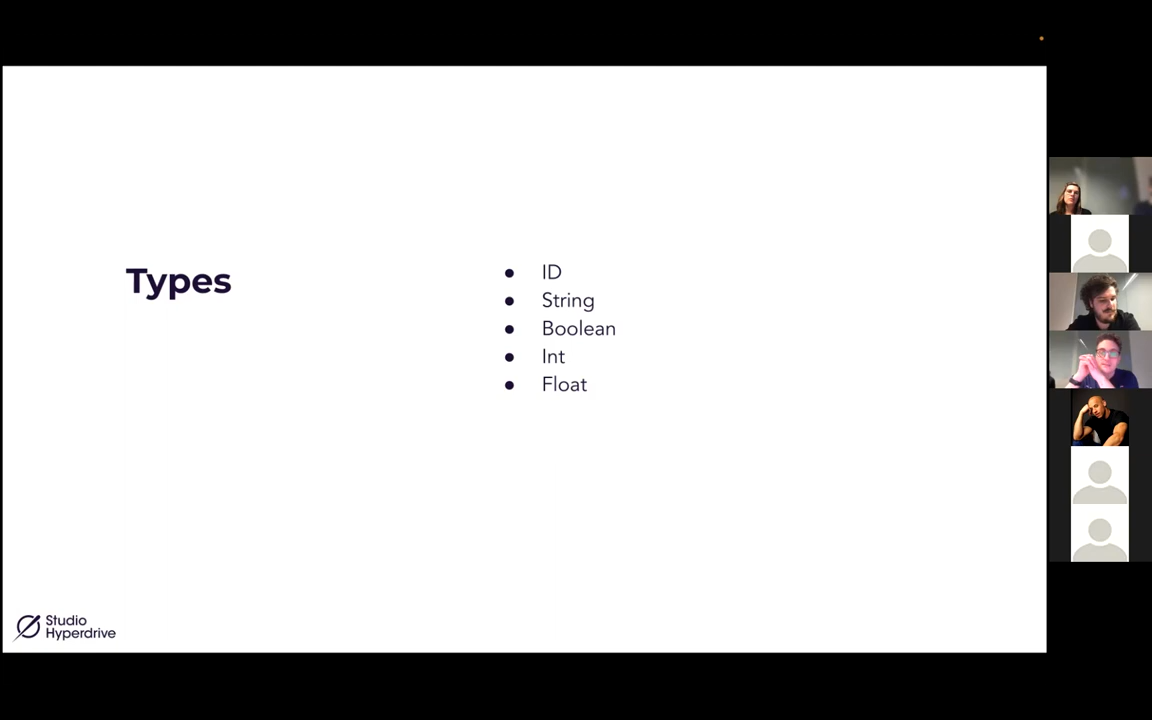 Types
ID
String
Boolean
Int
Float
Studio
Hyperdrive